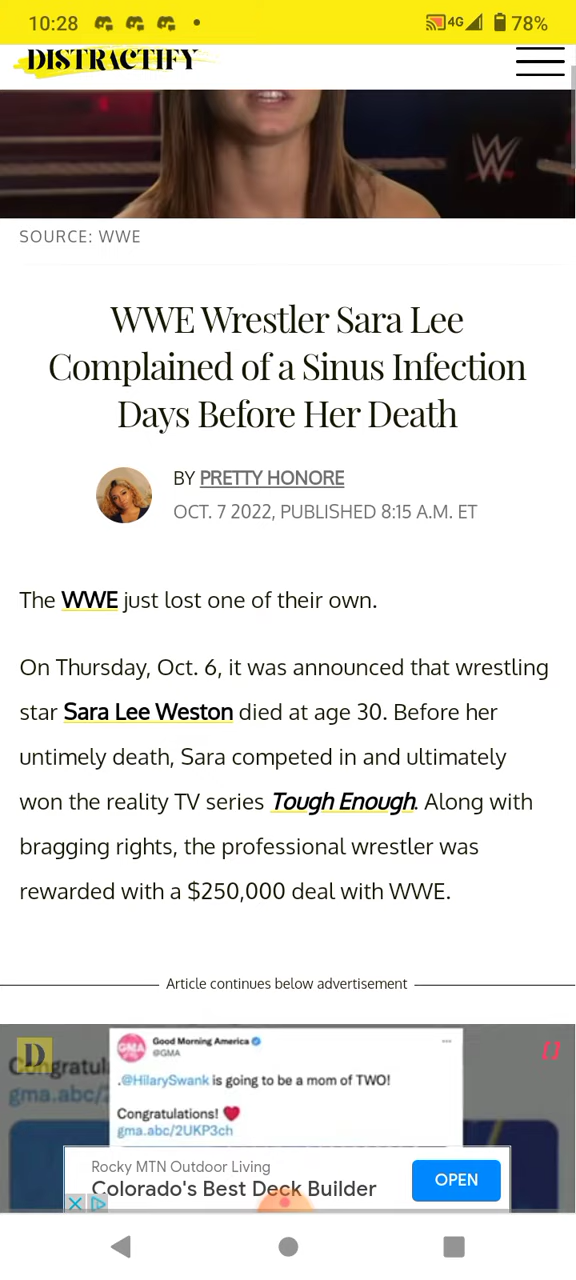 10:28 4G 78%
DISTRACTIFY
W
SOURCE: WWE
WWE Wrestler Sara Lee
Complained of a Sinus Infection
Days Before Her Death
BY PRETTY HONORE
OCT. 7 2022, PUBLISHED 8:15 A.M. ET
The WWE just lost one of their own.
On Thursday, Oct. 6, it was announced that wrestling
star Sara Lee Weston died at age 30. Before her
untimely death, Sara competed in and ultimately
won the reality TV series Tough Enough. Along with
bragging rights, the professional wrestler was
rewarded with a $250,000 deal with WWE.
Article continues below advertisement
D
GMA
Good Morning America
@GMA
.@HilarySwank is going to be a mom of TWO!
Congratulations! ❤️
gma.abc/2UKP3ch
gma.abc/
Rocky MTN Outdoor Living
Colorado's Best Deck Builder
OPEN